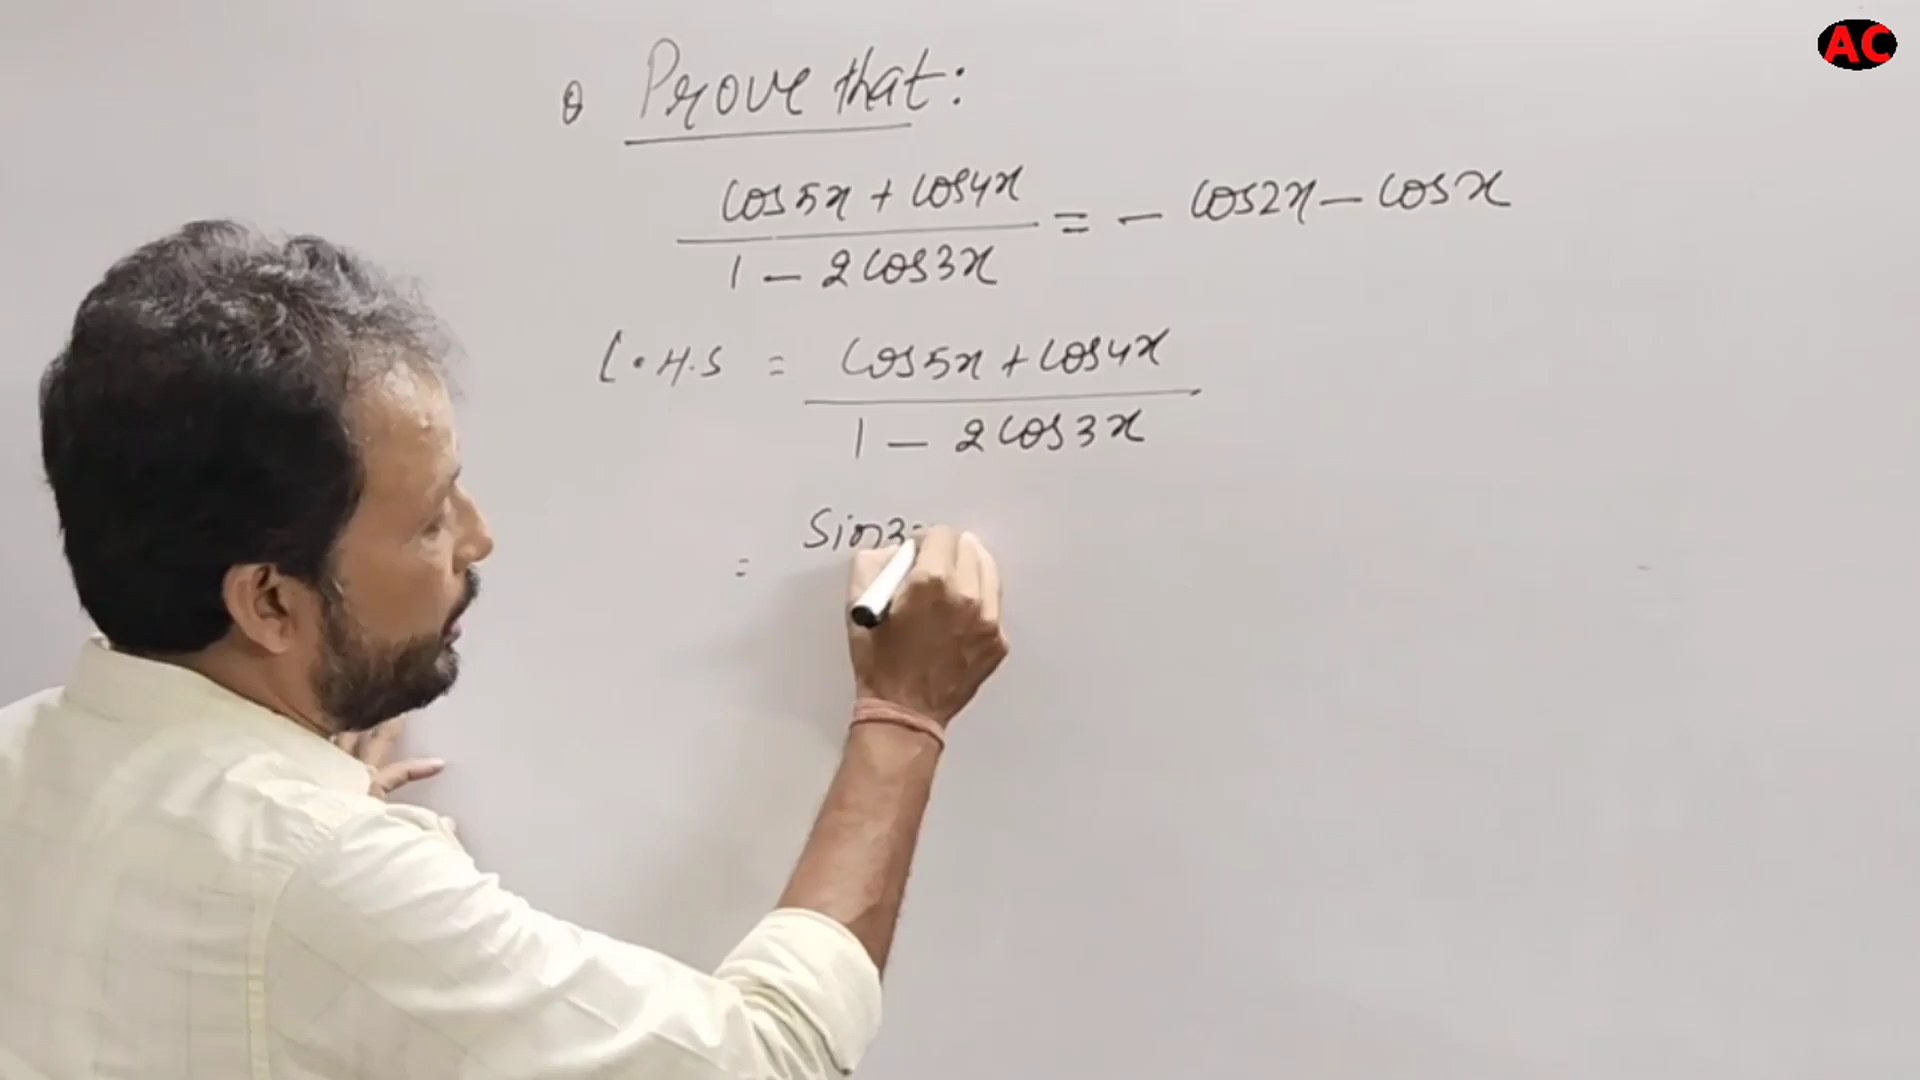 AC
Prove that:
cos5x + cos4x
1 - 2cos3x
= - cos2x - cosx
L.H.S = cos5x + cos4x
1 - 2cos3x
= Sin3